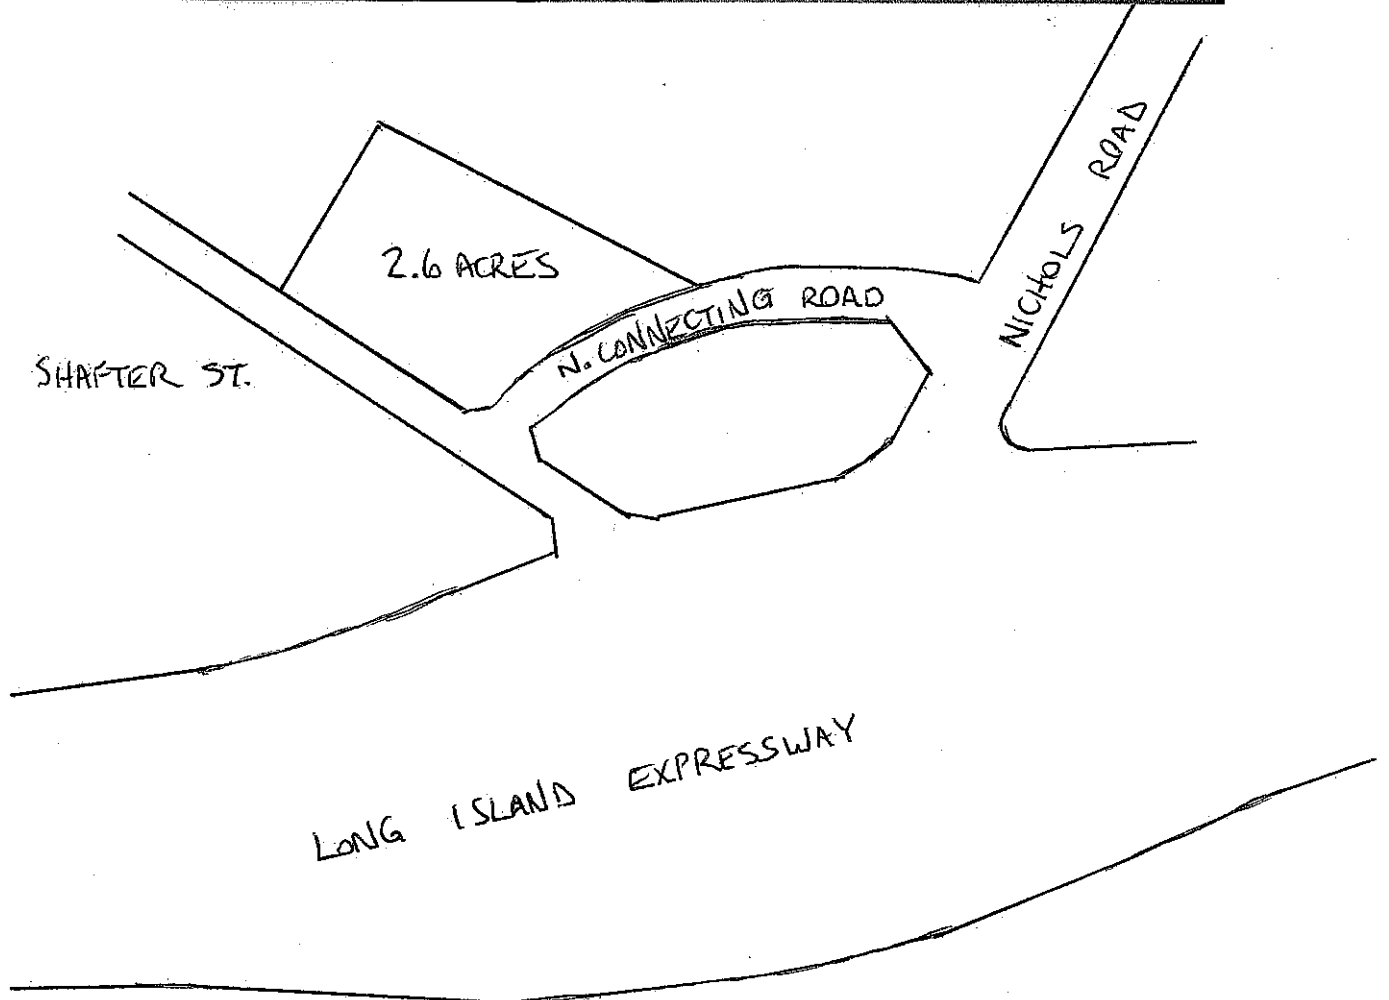 NICHOLS ROAD
2.6 ACRES
N. CONNECTING ROAD
SHAFTER ST.
LONG ISLAND EXPRESSWAY